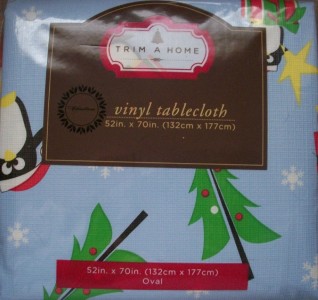 TRIM A HOME
vinyl tablecloth
52in. x 70in. (132cm x 177cm)
52in. x 70in. (132cm x 177cm)
Oval